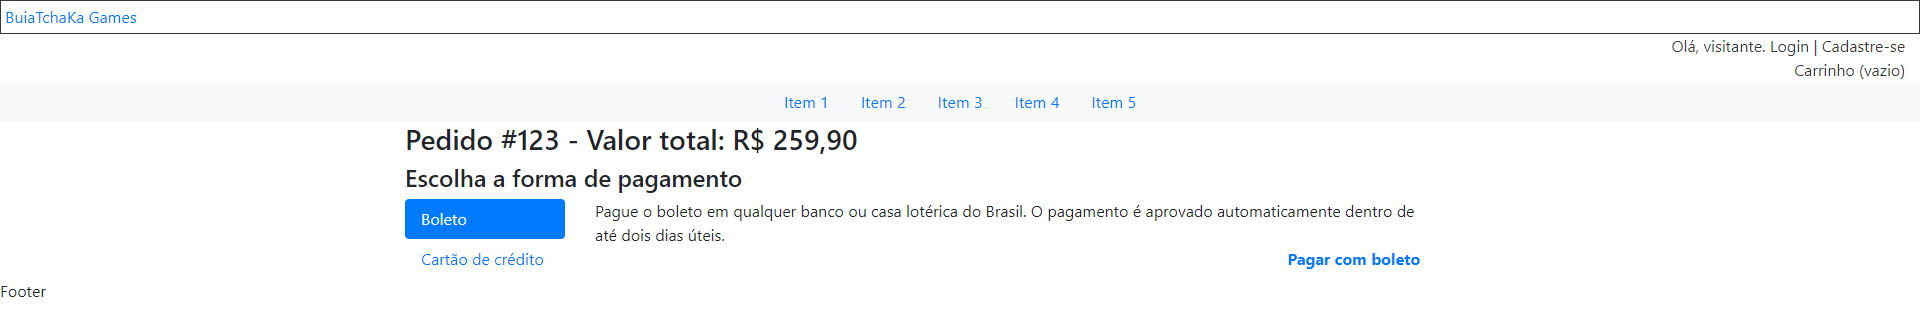 BuiaTchaKa Games
Olá, visitante. Login | Cadastre-se
Carrinho (vazio)
Item 1 Item 2 Item 3 Item 4 Item 5
Pedido #123 - Valor total: R$ 259,90
Escolha a forma de pagamento
Boleto
Cartão de crédito
Pague o boleto em qualquer banco ou casa lotérica do Brasil. O pagamento é aprovado automaticamente dentro de
até dois dias úteis.
Pagar com boleto
Footer